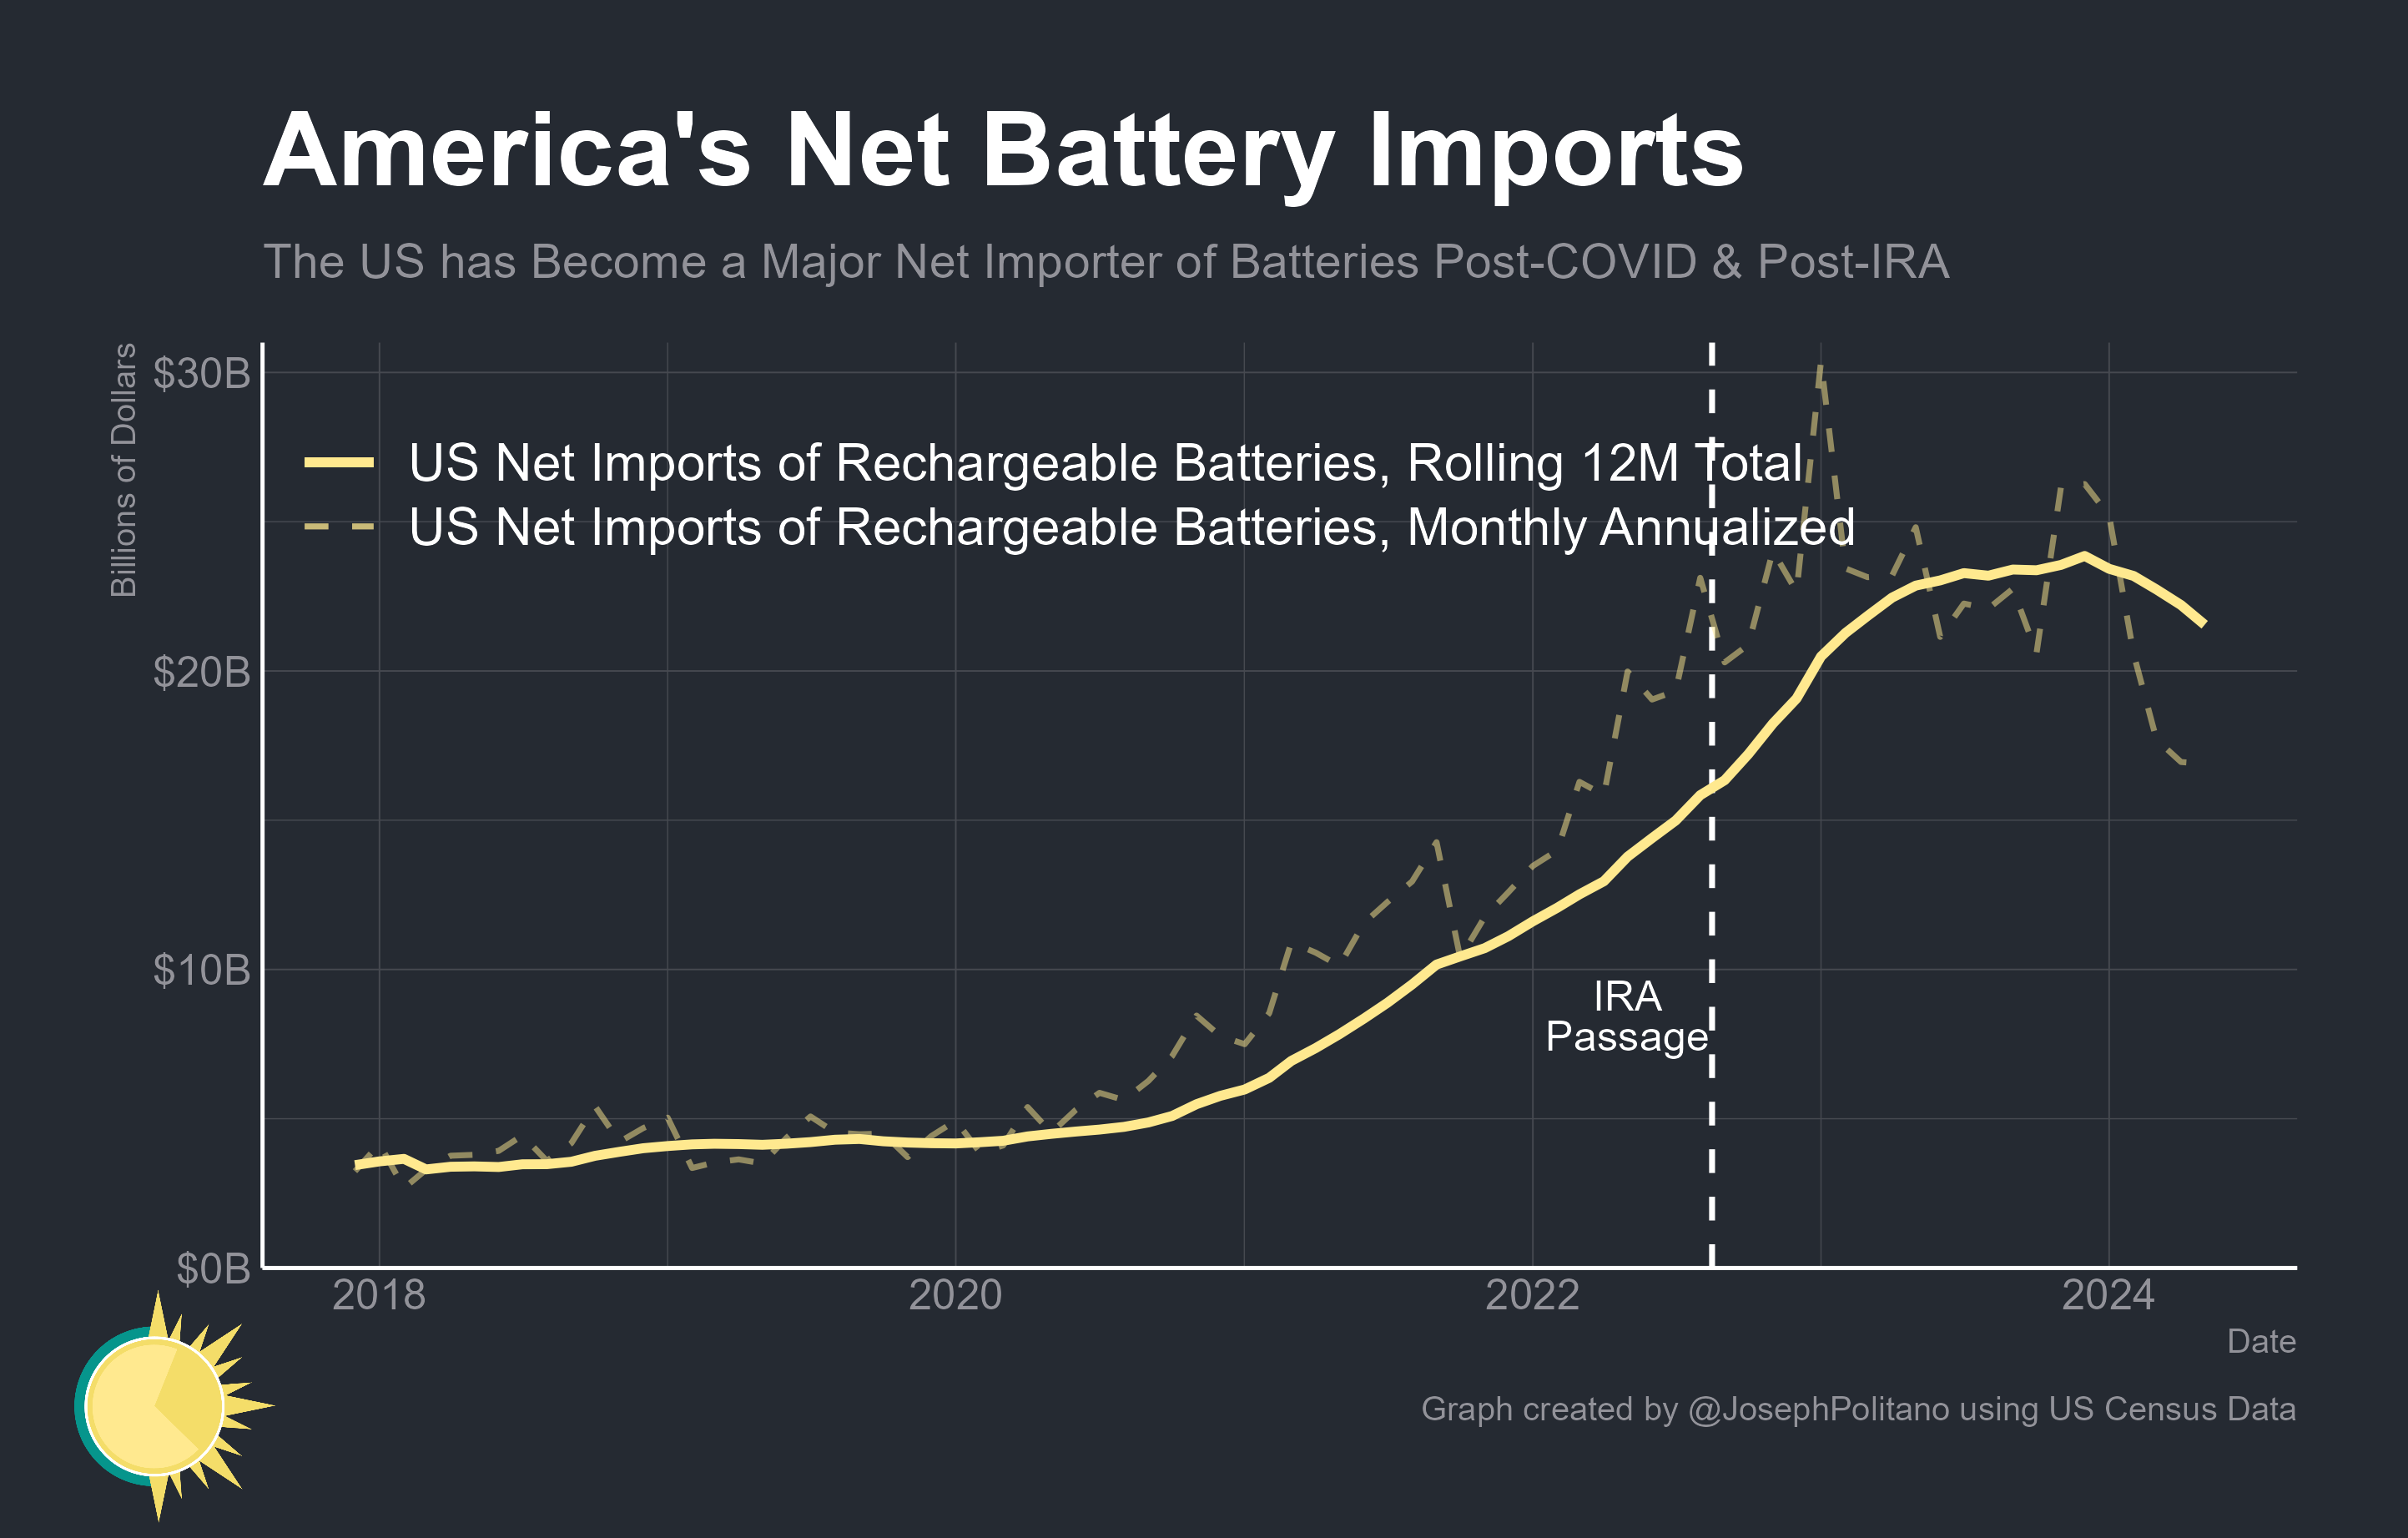 America's Net Battery Imports
The US has Become a Major Net Importer of Batteries Post-COVID & Post-IRA
Billions of Dollars
$30B
$20B
$10B
$0B
US Net Imports of Rechargeable Batteries, Rolling 12M Total
US Net Imports of Rechargeable Batteries, Monthly Annualized
IRA
Passage
2018
2020
2022
2024
Date
Graph created by @JosephPolitano using US Census Data